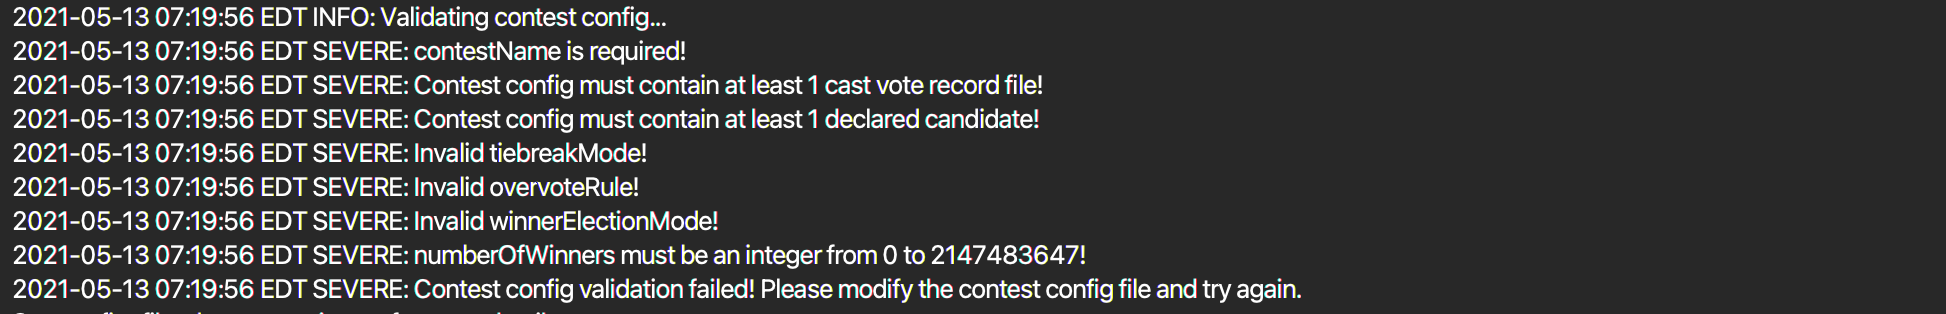 2021-05-13 07:19:56 EDT INFO: Validating contest config...
2021-05-13 07:19:56 EDT SEVERE: contestName is required!
2021-05-13 07:19:56 EDT SEVERE: Contest config must contain at least 1 cast vote record file!
2021-05-13 07:19:56 EDT SEVERE: Contest config must contain at least 1 declared candidate!
2021-05-13 07:19:56 EDT SEVERE: Invalid tiebreakMode!
2021-05-13 07:19:56 EDT SEVERE: Invalid overvoteRule!
2021-05-13 07:19:56 EDT SEVERE: Invalid winnerElectionMode!
2021-05-13 07:19:56 EDT SEVERE: numberOfWinners must be an integer from 0 to 2147483647!
2021-05-13 07:19:56 EDT SEVERE: Contest config validation failed! Please modify the contest config file and try again.